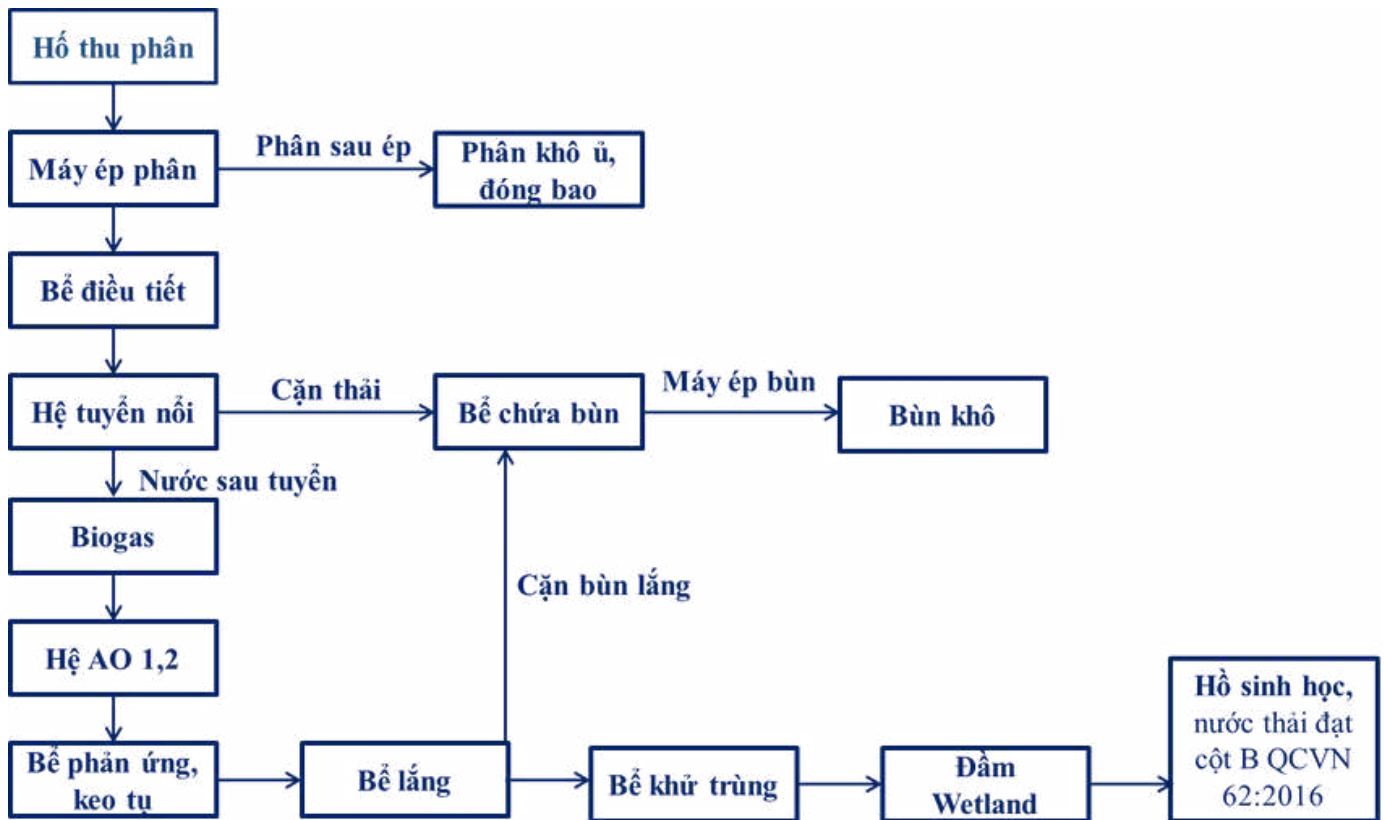 Hố thu phân
Máy ép phân
Phân sau ép
Phân khô ủ,
đóng bao
Bể điều tiết
Hệ tuyển nổi
Cặn thải
Bể chứa bùn
Máy ép bùn
Bùn khô
Nước sau tuyển
Biogas
Cặn bùn lắng
Hệ AO 1,2
Bể phản ứng,
keo tụ
Bể lắng
Bể khử trùng
Đầm
Wetland
Hồ sinh học,
nước thải đạt
cột B QCVN
62:2016